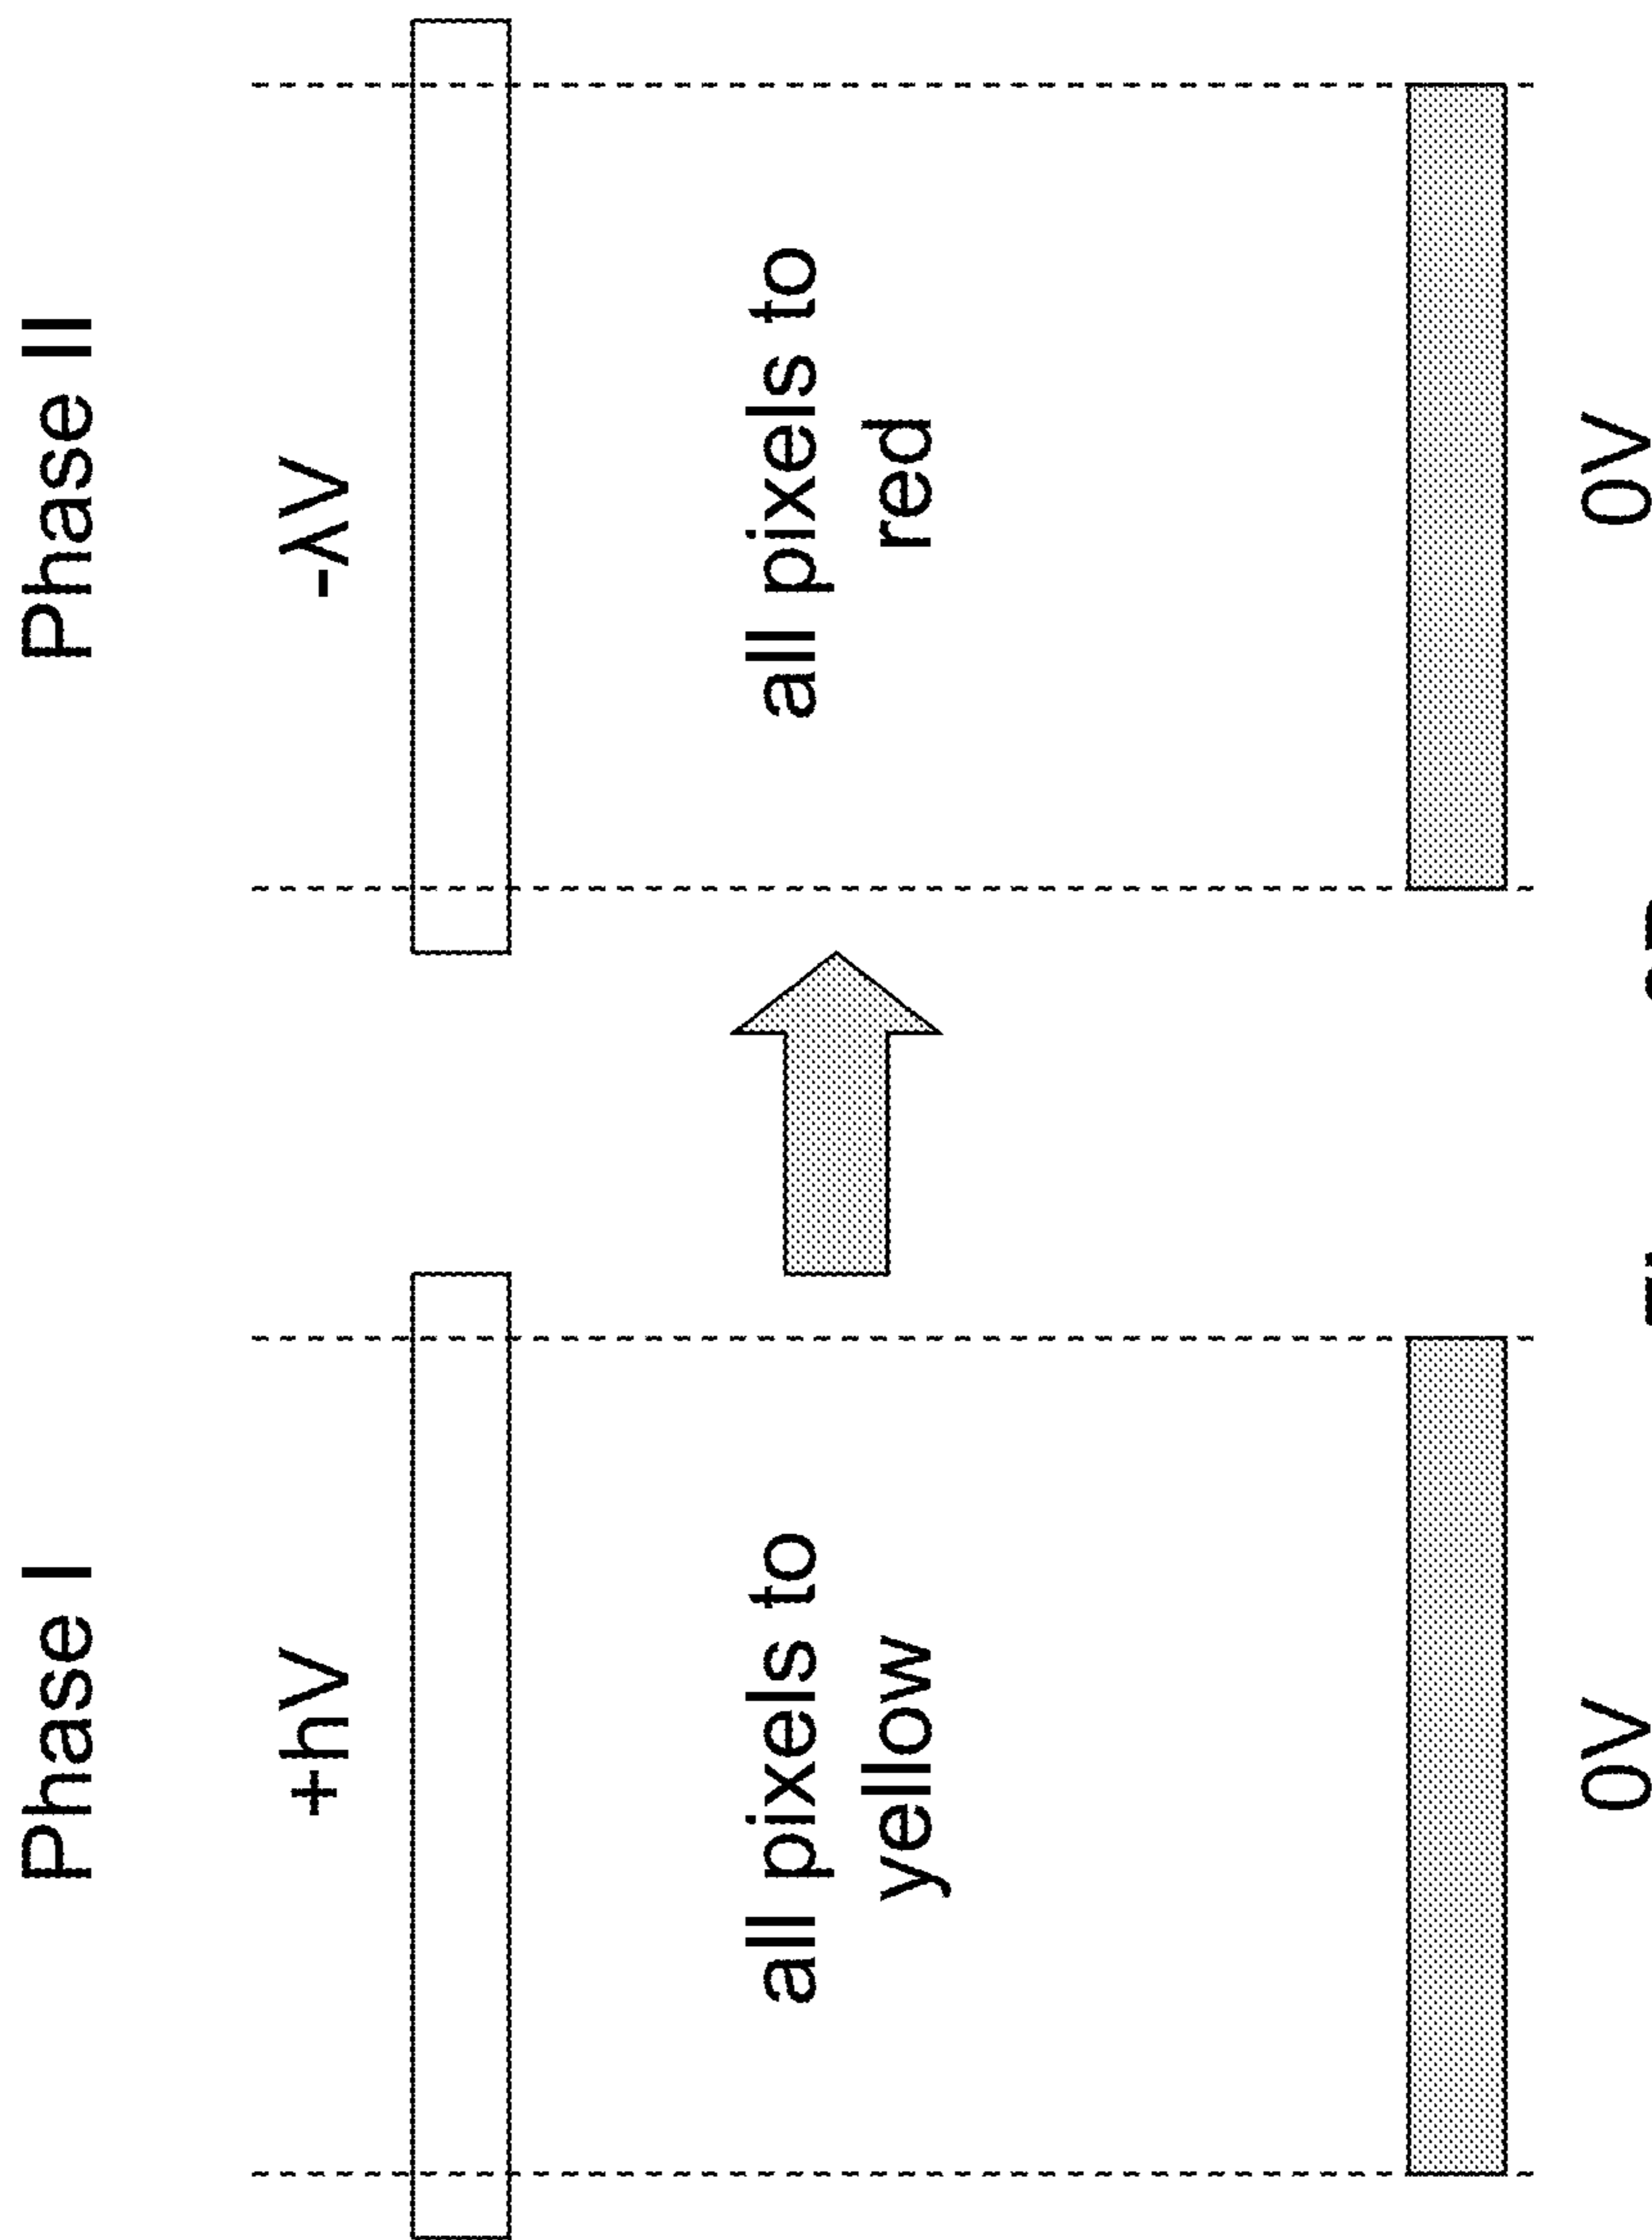 Phase I
+hV
all pixels to
yellow
0V
Phase II
-λV
all pixels to
red
0V